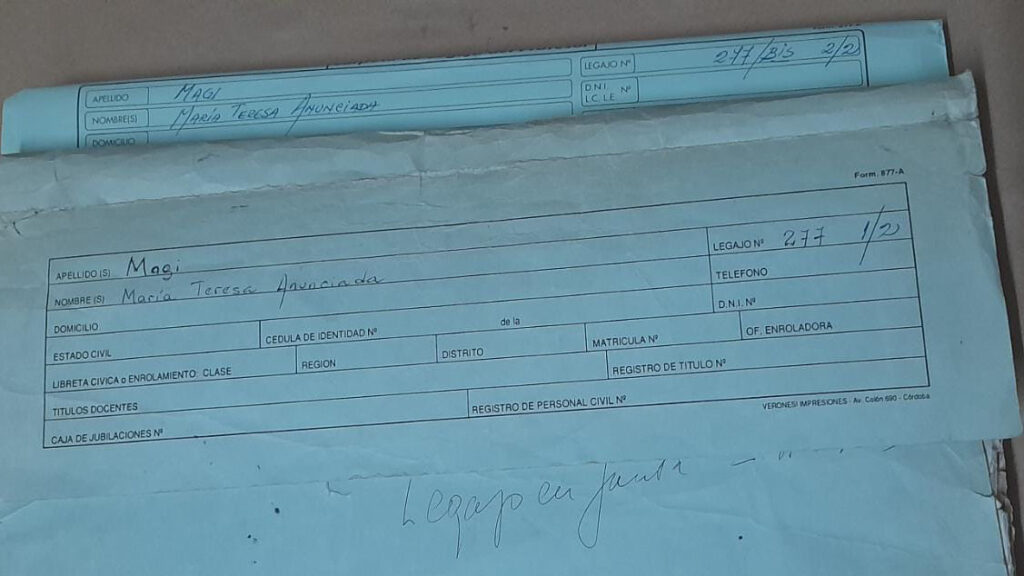 LEGAJO Nº 277/Bis 2/2
APELLIDO MAGI
D.N.I.
L.C. L.E. Nº
NOMBRE(S) MARÍA TERESA ANUNCIADA
DOMICILIO
Form. 877-A
APELLIDO (S) Magi
LEGAJO Nº 277 1/2
NOMBRE (S) María Teresa Anunciada
TELEFONO
DOMICILIO
D.N.I. Nº
ESTADO CIVIL
CEDULA DE IDENTIDAD Nº de la
MATRICULA Nº
OF. ENROLADORA
LIBRETA CIVICA o ENROLAMIENTO: CLASE
REGION
DISTRITO
TITULOS DOCENTES
REGISTRO DE TITULO Nº
CAJA DE JUBILACIONES Nº
REGISTRO DE PERSONAL CIVIL Nº
VERONESI IMPRESIONES - Av. Colón 690 - Córdoba
Legajo en Junta